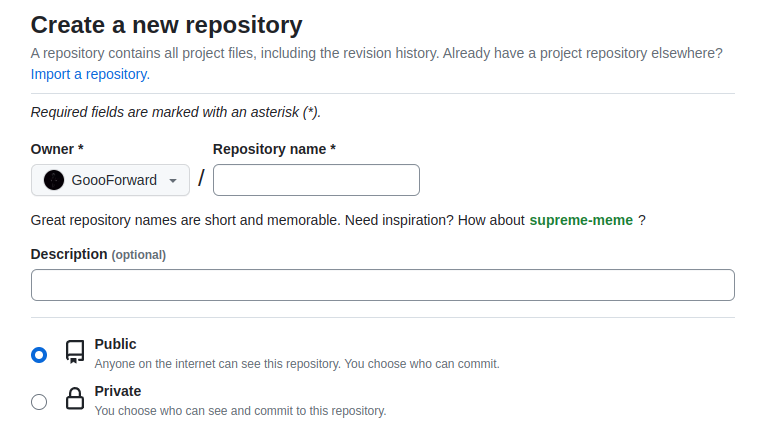 Create a new repository
A repository contains all project files, including the revision history. Already have a project repository elsewhere?
Import a repository.
Required fields are marked with an asterisk (*).
Owner * Repository name *
GoooForward /
Great repository names are short and memorable. Need inspiration? How about supreme-meme ?
Description (optional)
Public
Anyone on the internet can see this repository. You choose who can commit.
Private
You choose who can see and commit to this repository.